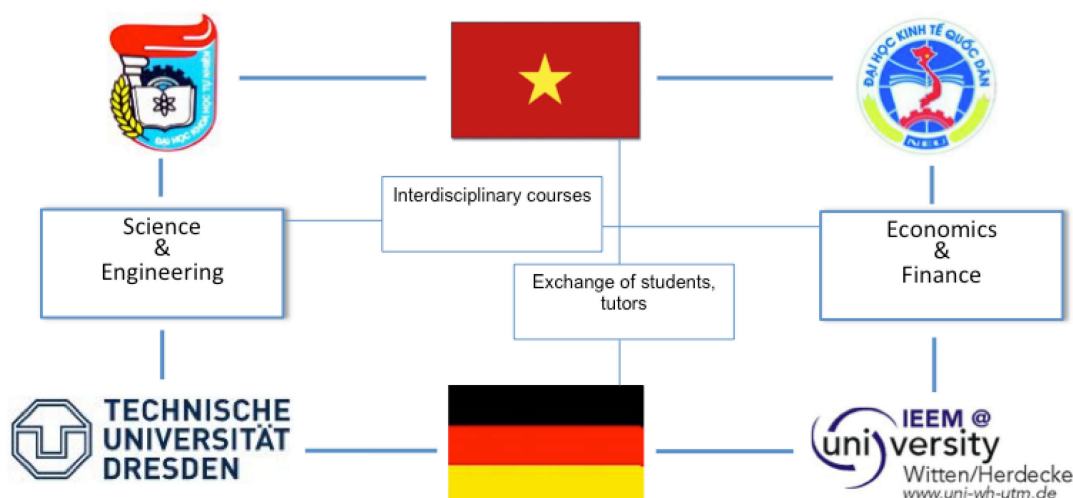 ĐẠI HỌC KHOA HỌC TỰ NHIÊN
ĐẠI HỌC KINH TẾ QUỐC DÂN
NEU
Interdisciplinary courses
Science
&
Engineering
Economics
&
Finance
Exchange of students,
tutors
TECHNISCHE
UNIVERSITÄT
DRESDEN
IEEM @
university
Witten/Herdecke
www.uni-wh-utm.de